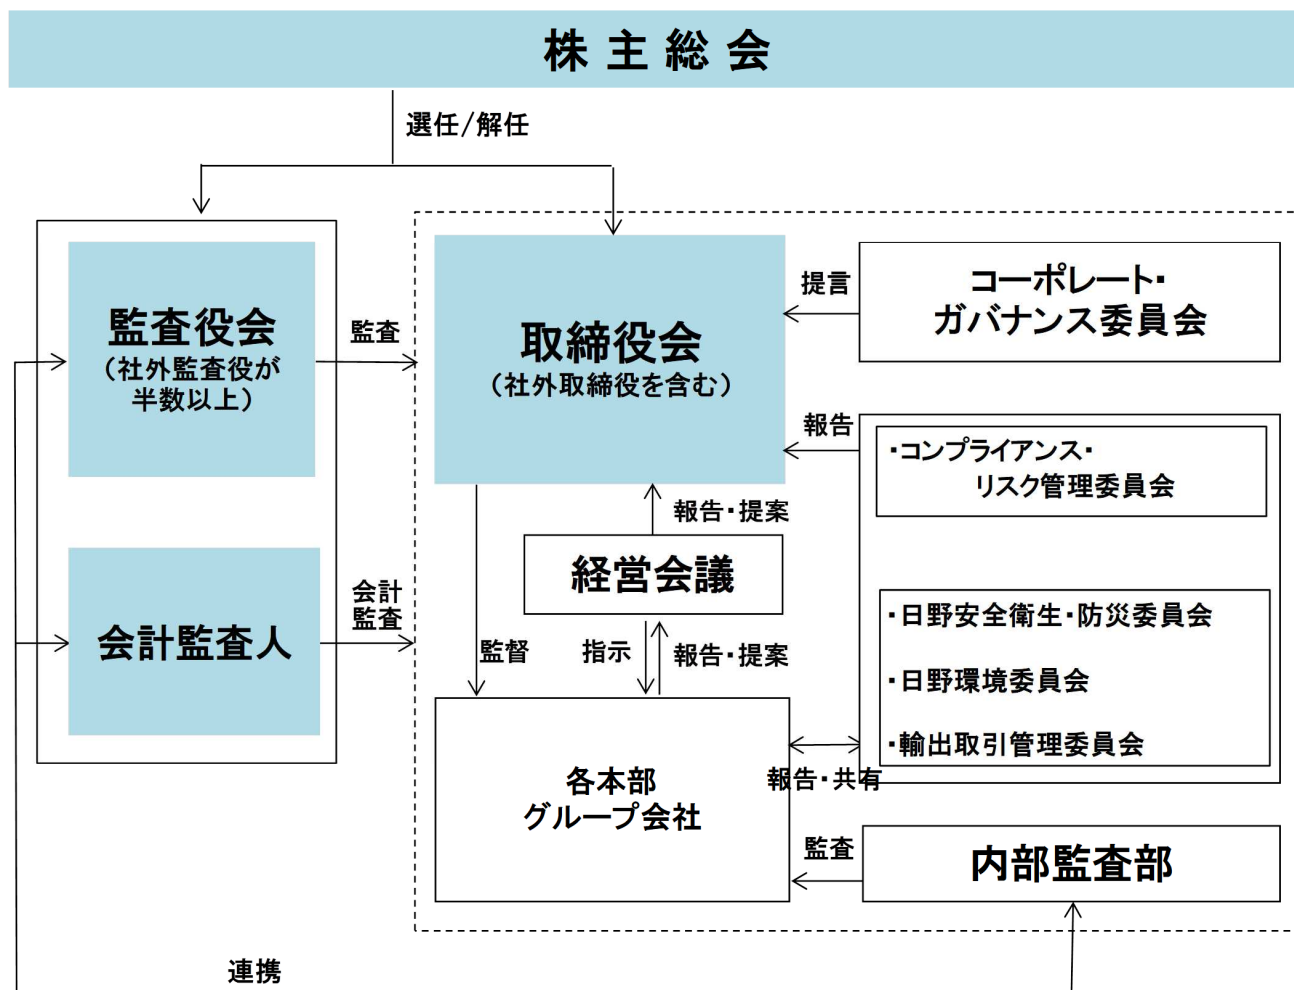 株主総会
選任/解任
監査役会
（社外監査役が
半数以上）
監査
会計監査人
会計
監査
取締役会
（社外取締役を含む）
提言
コーポレート・
ガバナンス委員会
報告
・コンプライアンス・
リスク管理委員会
報告・提案
経営会議
監督
指示
報告・提案
・日野安全衛生・防災委員会
・日野環境委員会
・輸出取引管理委員会
各本部
グループ会社
報告・共有
監査
内部監査部
連携